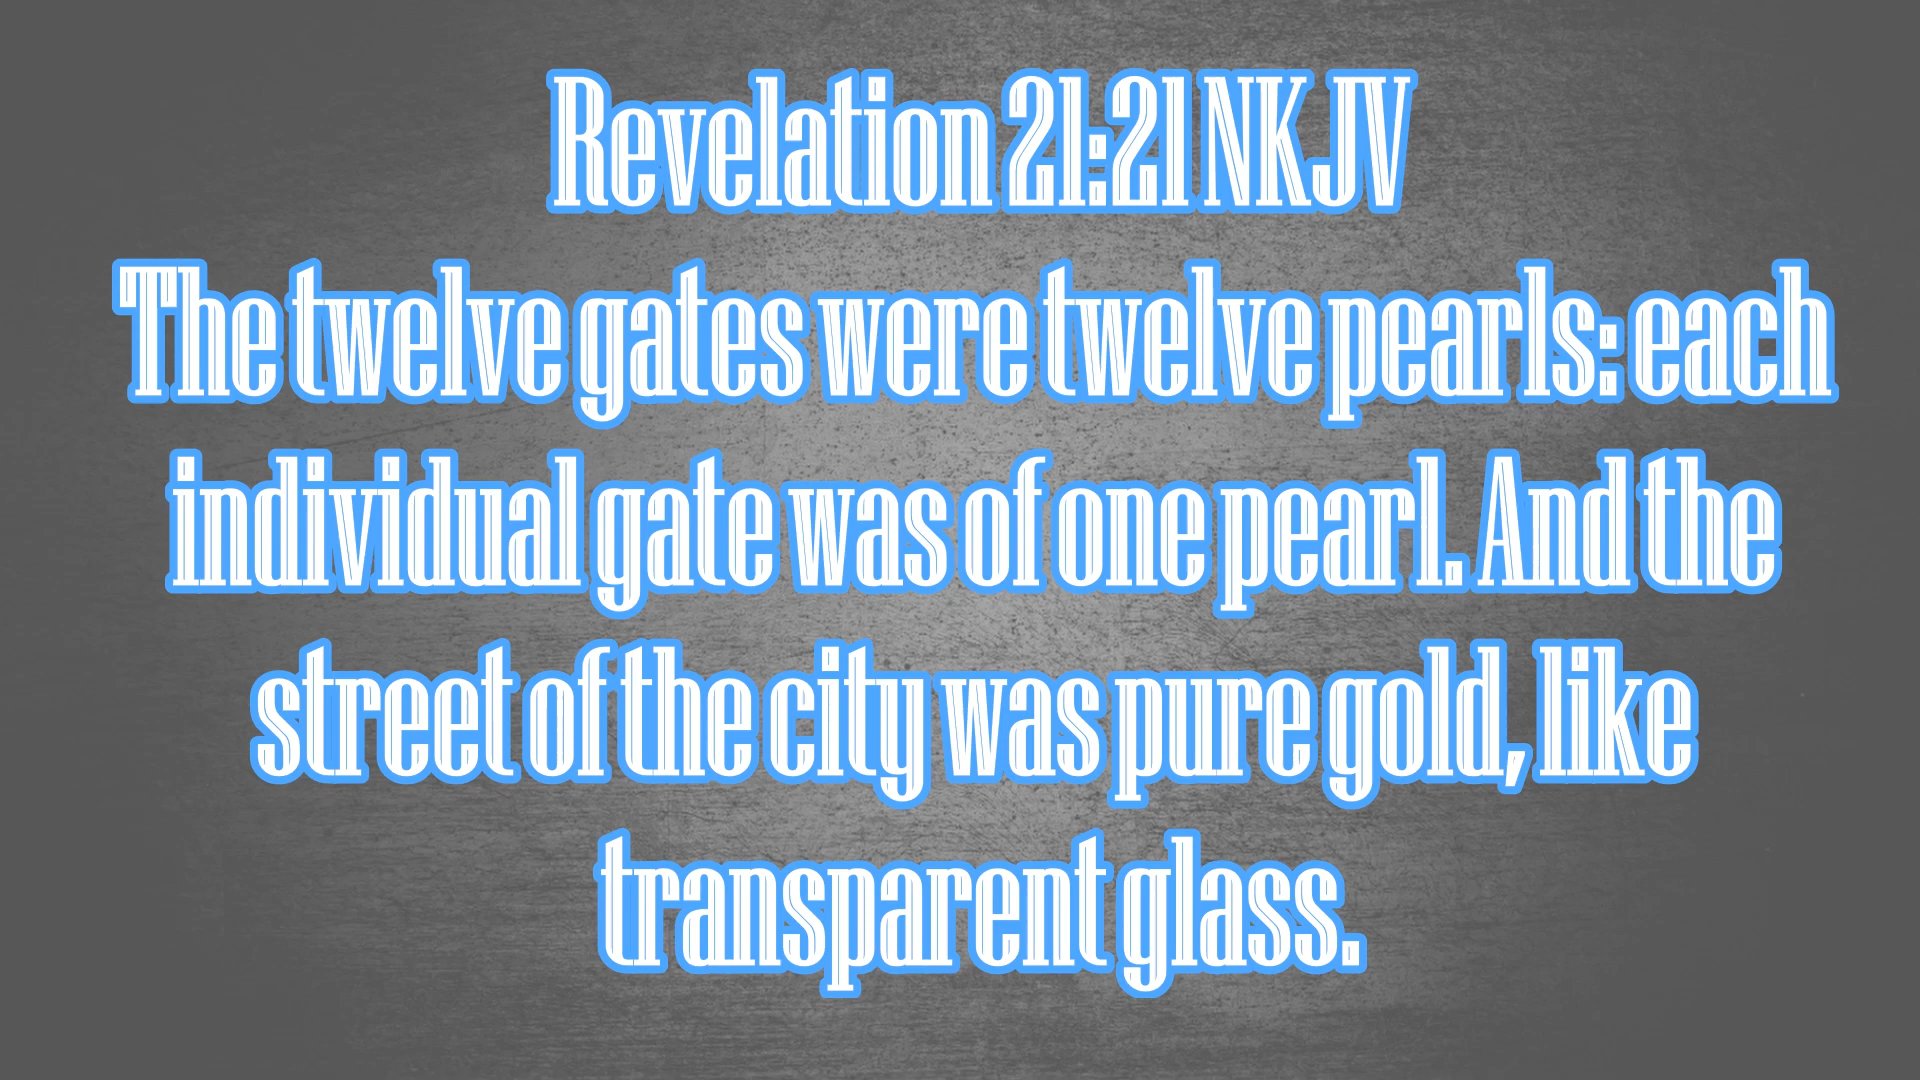 Revelation 21:21 NKJV
The twelve gates were twelve pearls: each
individual gate was of one pearl. And the
street of the city was pure gold, like
transparent glass.